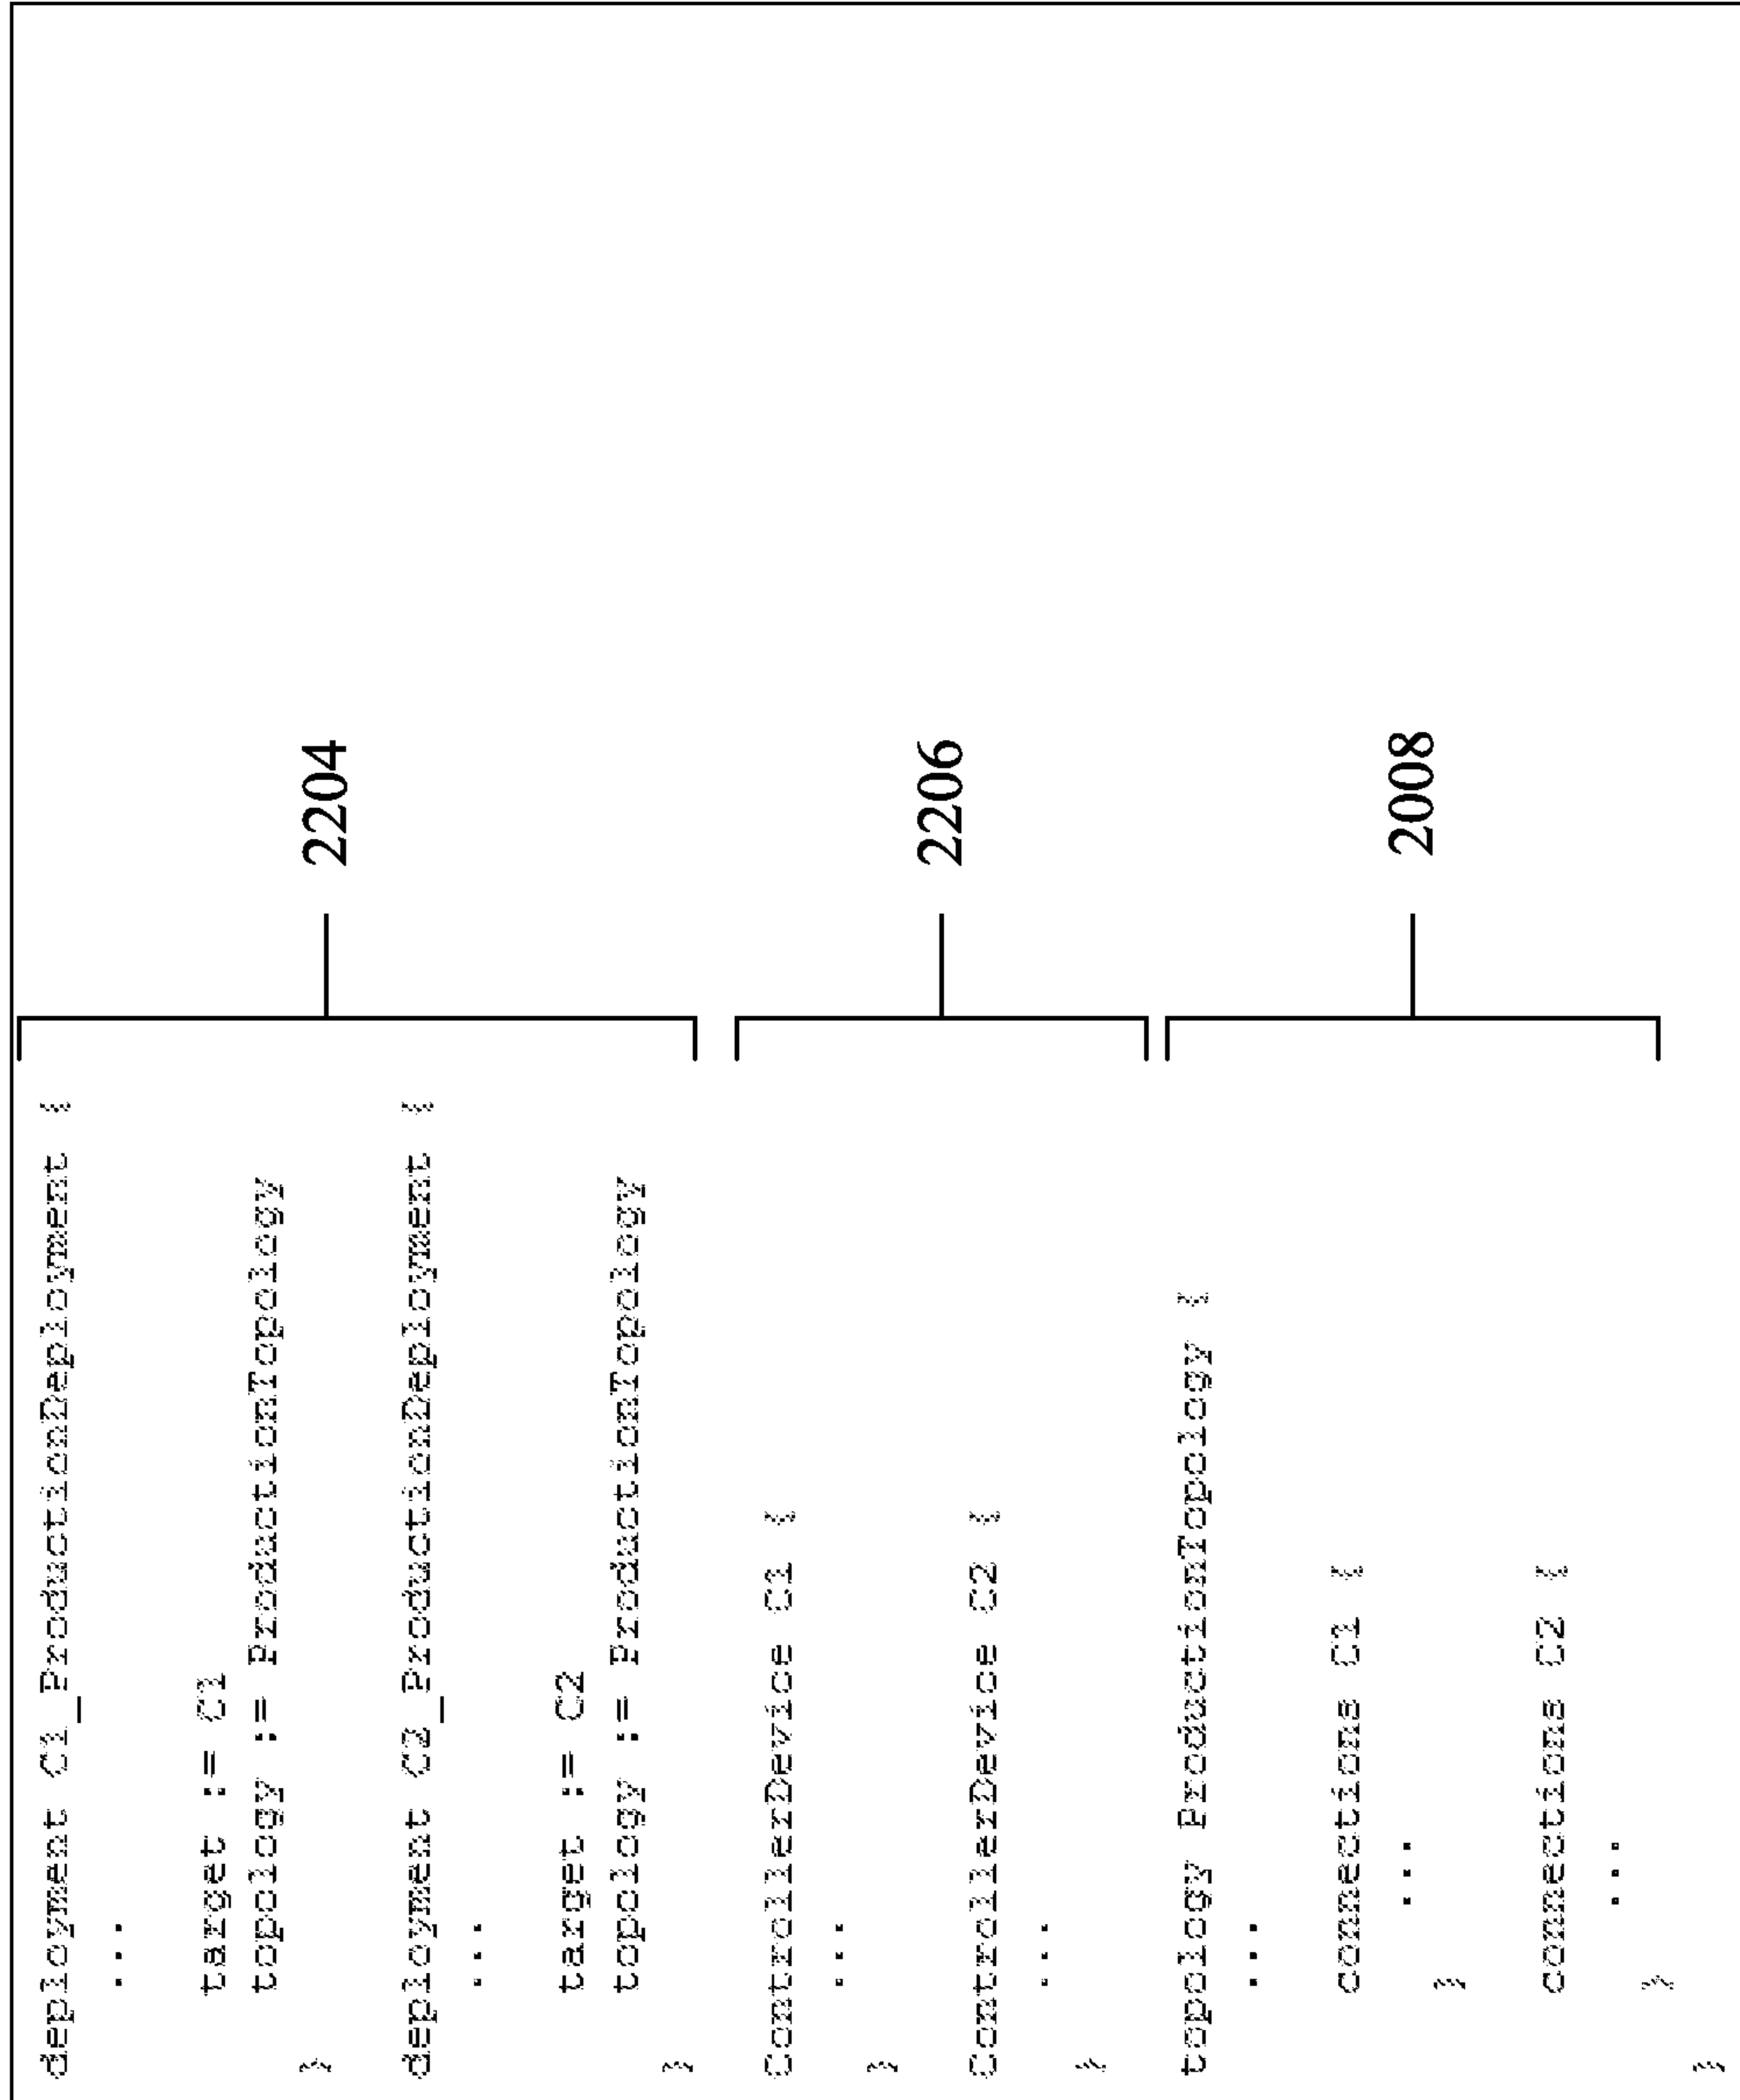 deployment C1_ProductionDeployment {
...
target := C1
topology := ProductionTopology
}
deployment C2_ProductionDeployment {
...
target := C2
topology := ProductionTopology
}
2204
ControllerDevice C1 {
...
}
ControllerDevice C2 {
...
}
2206
topology ProductionTopology {
...
connections C1 {
...
}
connections C2 {
...
}
}
2008